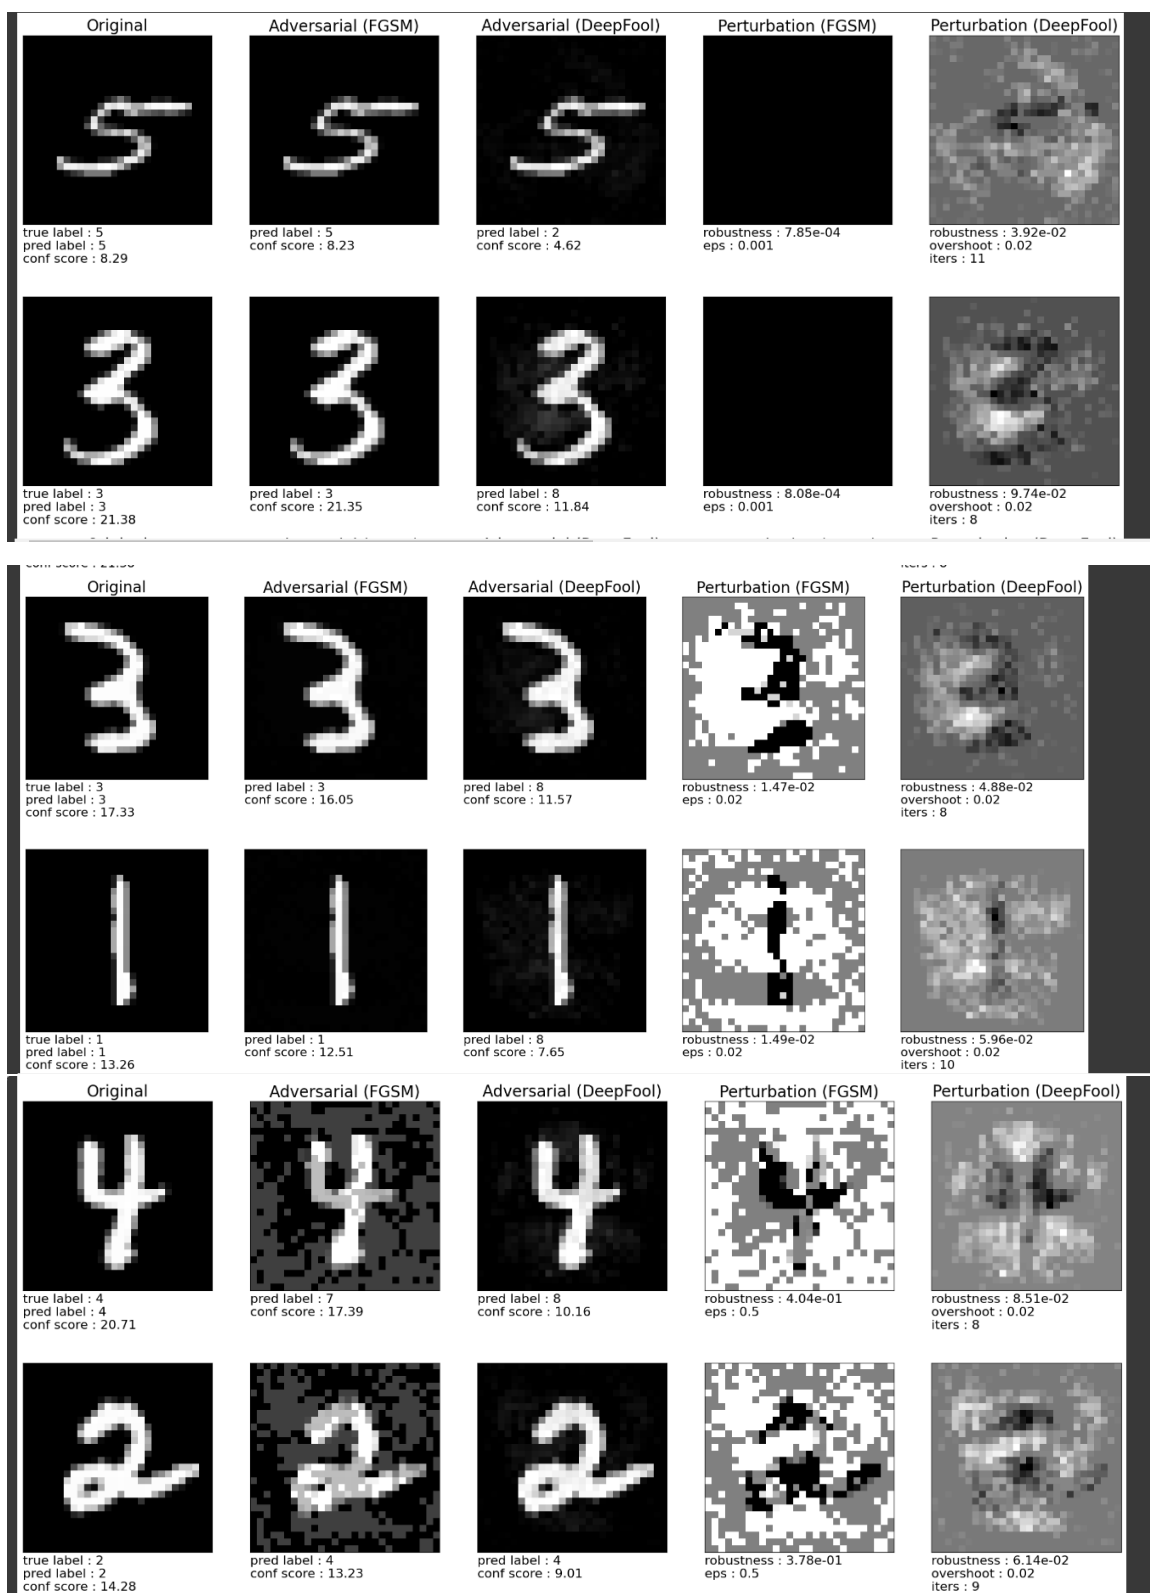 Original Adversarial (FGSM) Adversarial (DeepFool) Perturbation (FGSM) Perturbation (DeepFool)
true label : 5 pred label : 5 pred label : 2 robustness : 7.85e-04 robustness : 3.92e-02
pred label : 5 conf score : 8.23 conf score : 4.62 eps : 0.001 overshoot : 0.02
conf score : 8.29 iters : 11
true label : 3 pred label : 3 pred label : 8 robustness : 8.08e-04 robustness : 9.74e-02
pred label : 3 conf score : 21.35 conf score : 11.84 eps : 0.001 overshoot : 0.02
conf score : 21.38 iters : 8
Original Adversarial (FGSM) Adversarial (DeepFool) Perturbation (FGSM) Perturbation (DeepFool)
true label : 3 pred label : 3 pred label : 8 robustness : 1.47e-02 robustness : 4.88e-02
pred label : 3 conf score : 16.05 conf score : 11.57 eps : 0.02 overshoot : 0.02
conf score : 17.33 iters : 8
true label : 1 pred label : 1 pred label : 8 robustness : 1.49e-02 robustness : 5.96e-02
pred label : 1 conf score : 12.51 conf score : 7.65 eps : 0.02 overshoot : 0.02
conf score : 13.26 iters : 10
Original Adversarial (FGSM) Adversarial (DeepFool) Perturbation (FGSM) Perturbation (DeepFool)
true label : 4 pred label : 7 pred label : 8 robustness : 4.04e-01 robustness : 8.51e-02
pred label : 4 conf score : 17.39 conf score : 10.16 eps : 0.5 overshoot : 0.02
conf score : 20.71 iters : 8
true label : 2 pred label : 4 pred label : 4 robustness : 3.78e-01 robustness : 6.14e-02
pred label : 2 conf score : 13.23 conf score : 9.01 eps : 0.5 overshoot : 0.02
conf score : 14.28 iters : 9